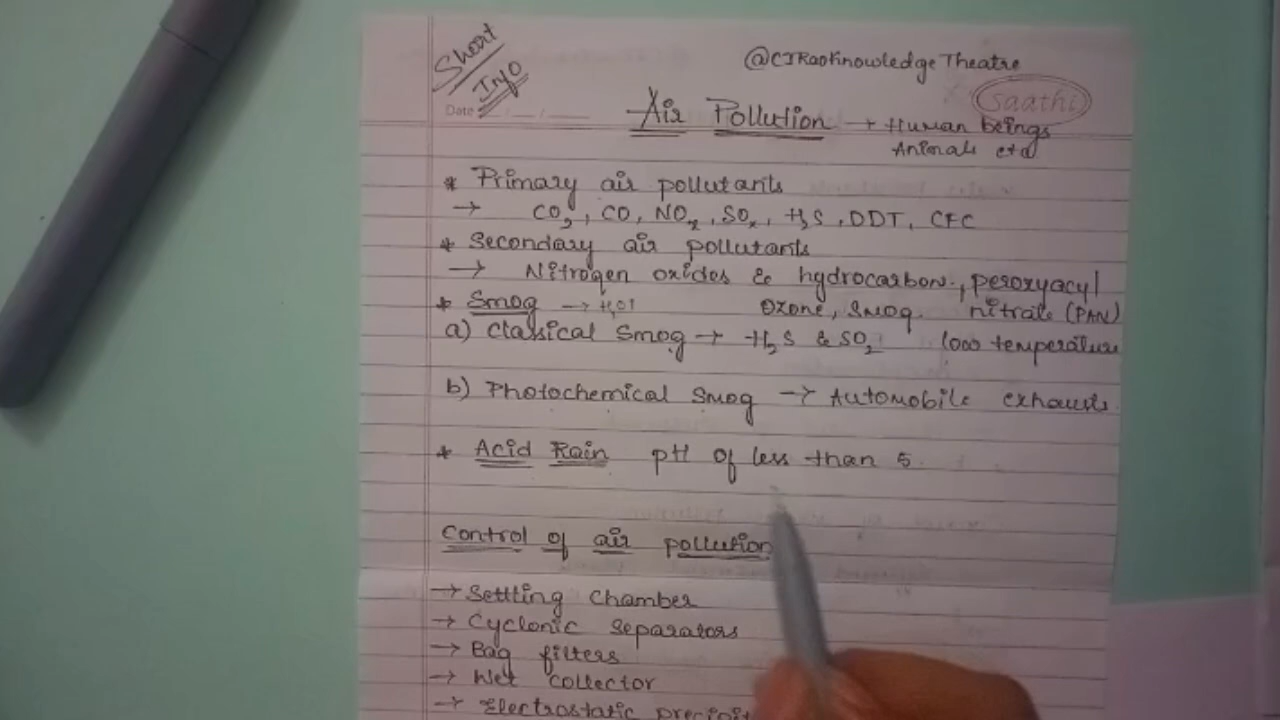 Short Info
@CJRaoKnowledge Theatre
saathi
Date / /
Air Pollution → Human beings
Animals etc
* Primary air pollutants
→ CO₂, CO, NOₓ, SOₓ, H₂S, DDT, CFC
* Secondary air pollutants
→ Nitrogen oxides & hydrocarbon, peroxyacyl
Ozone, Smog. nitrate (PAN)
* Smog →
a) Classical Smog → H₂S & SO₂ low temperature
b) Photochemical Smog → Automobile exhausts
* Acid Rain pH of less than 5
Control of air pollution
→ Settling Chamber
→ Cyclonic Separators
→ Bag filters
→ Wet collector
→ Electrostatic precipit